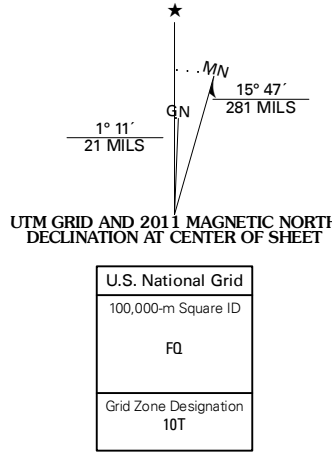 ★
MN
GN
15° 47´
281 MILS
1° 11´
21 MILS
UTM GRID AND 2011 MAGNETIC NORTH
DECLINATION AT CENTER OF SHEET
U.S. National Grid
100,000-m Square ID
FQ
Grid Zone Designation
10T